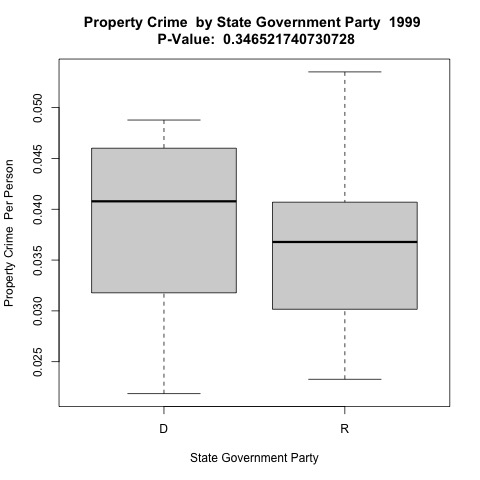 Property Crime  by State Government Party  1999
P-Value:  0.346521740730728
0.050
0.045
0.040
0.035
0.030
0.025
Property Crime  Per Person
D
R
State Government Party